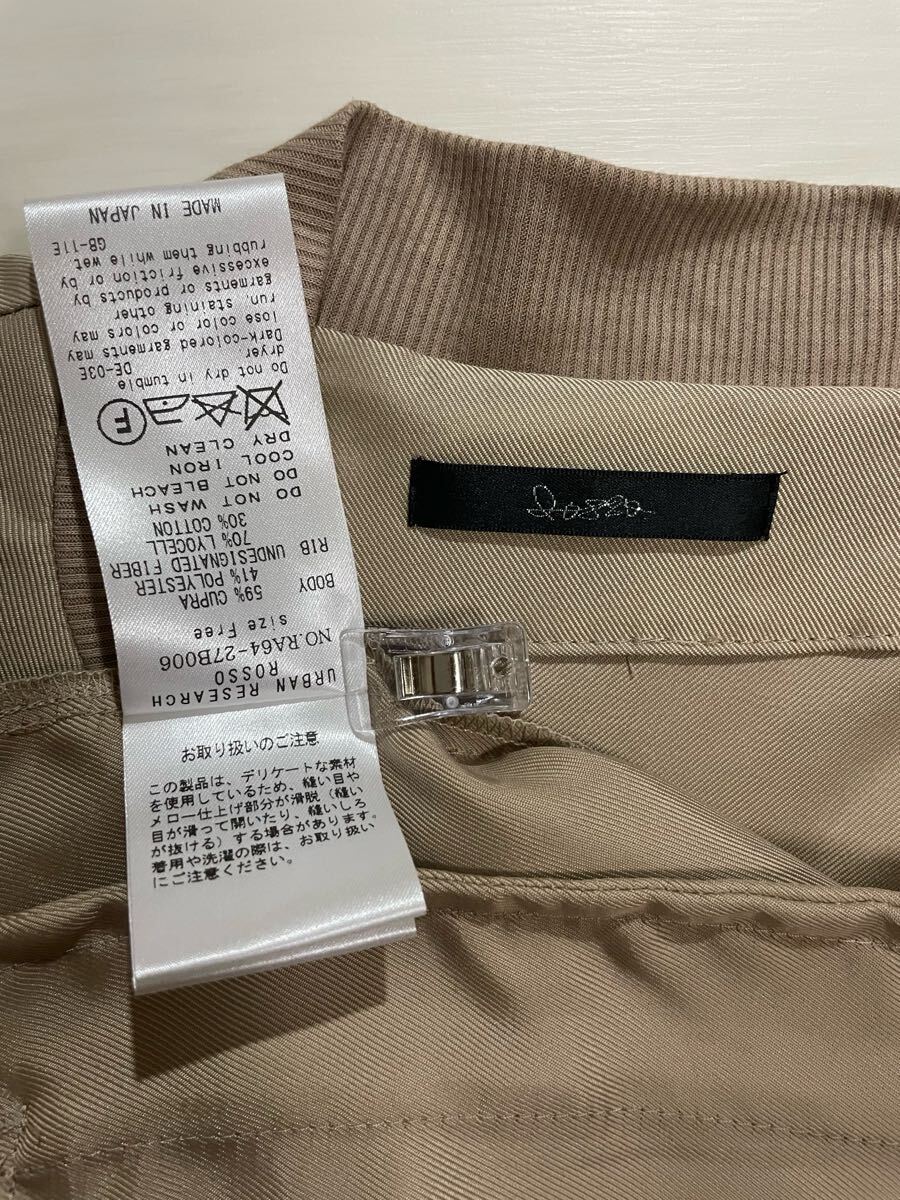 URBAN RESEARCH
ROSSO
NO.RA64-27B006
size Free
BODY
59% CUPRA
41% POLYESTER
RIB UNDESIGNATED FIBER
70% LYOCELL
30% COTTON
DO NOT WASH
DO NOT BLEACH
COOL IRON
DRY CLEAN
F
DE-03E
Do not dry in tumble
dryer
Dark-colored garments may
lose color or colors may
run, staining other
garments or products by
excessive friction or by
rubbing them while wet.
GB-11E
MADE IN JAPAN
お取り扱いのご注意
この製品は、デリケートな素材
を使用しているため、縫い目や
メロー仕上げ部分が滑脱（縫い
目が滑って開いたり、縫いしろ
が抜ける）する場合があります。
着用や洗濯の際は、お取り扱い
にご注意ください。
Rosso